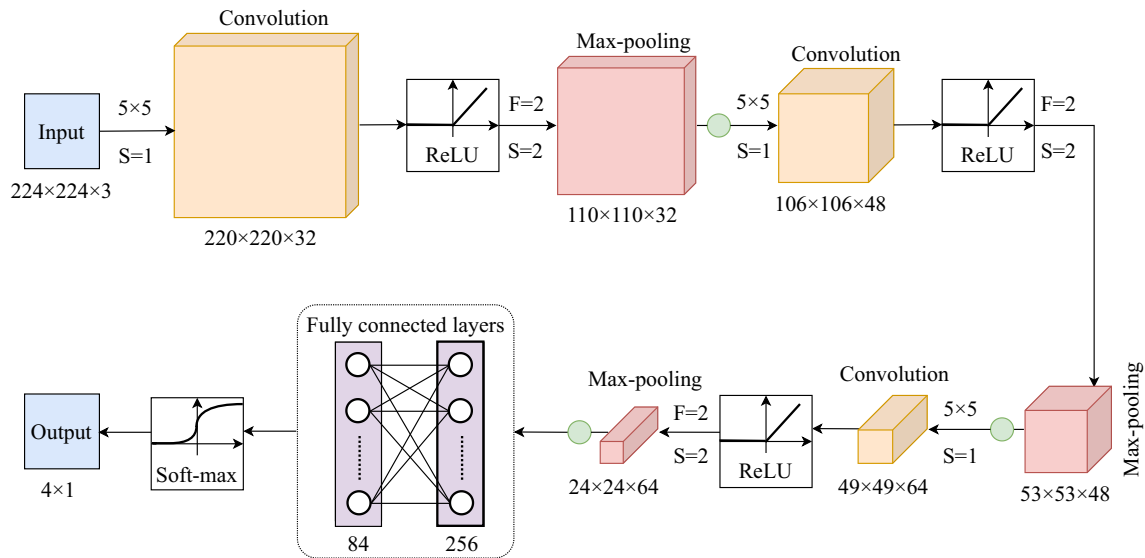 Convolution
Max-pooling
Convolution
5×5
F=2
5×5
F=2
Input
ReLU
ReLU
S=1
S=2
S=1
S=2
224×224×3
106×106×48
110×110×32
220×220×32
Fully connected layers
Max-pooling
Convolution
F=2
5×5
Max-pooling
Output
S=2
S=1
Soft-max
ReLU
4×1
24×24×64
49×49×64
53×53×48
84
256